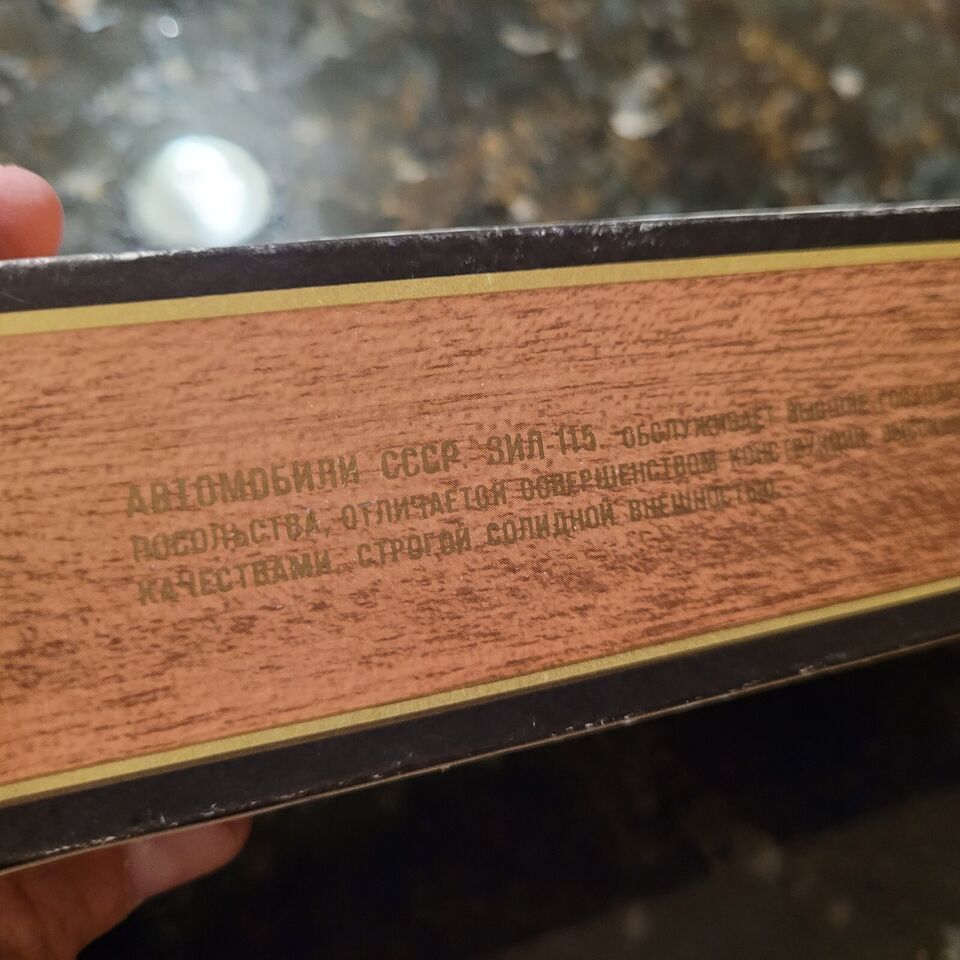 АВТОМОБИЛИ СССР. ЗИЛ-115. ОБСЛУЖИВАЕТ ВЫСШИЕ
ПОСОЛЬСТВА, ОТЛИЧАЕТСЯ СОВЕРШЕНСТВОМ КОНСТРУКЦИИ
КАЧЕСТВАМИ, СТРОГОЙ СОЛИДНОЙ ВНЕШНОСТЬЮ.